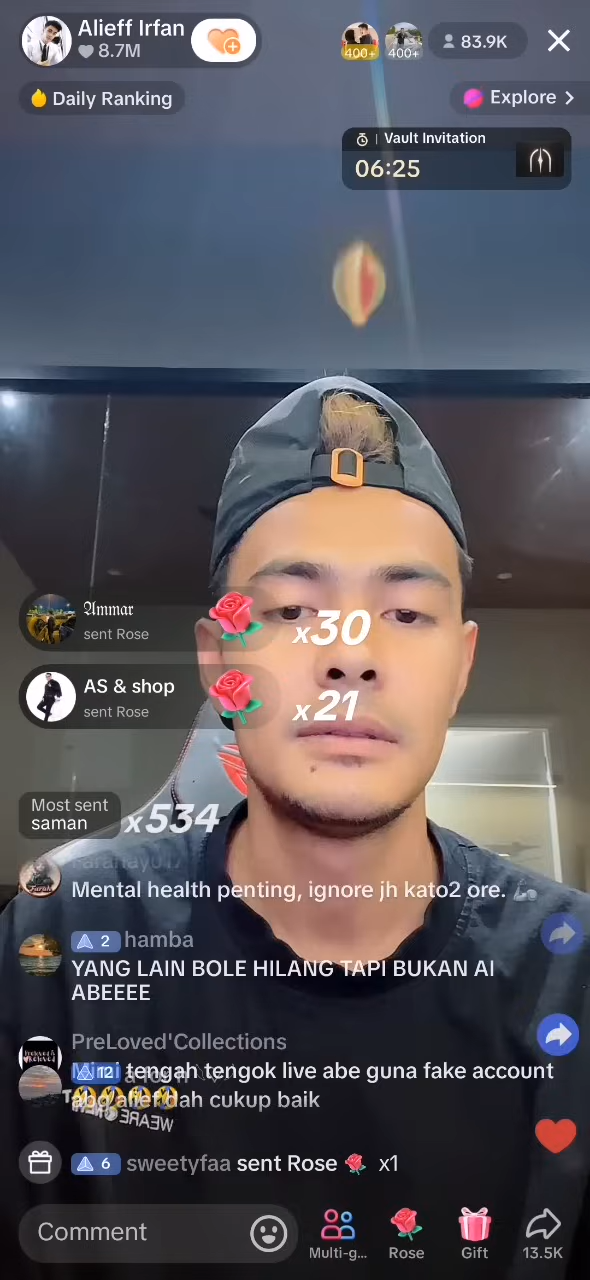 Alieff Irfan
8.7M
400+
400+
83.9K
Daily Ranking
Explore
Vault Invitation
06:25
Ammar
sent Rose
x30
AS & shop
sent Rose
x21
Most sent
saman
x534
Mental health penting, ignore jh kato2 ore.
2 hamba
YANG LAIN BOLE HILANG TAPI BUKAN AI
ABEEEE
PreLoved'Collections
12
tengah tengok live abe guna fake account
dah cukup baik
WEARE
6 sweetyfaa sent Rose x1
Comment
Multi-g...
Rose
Gift
13.5K